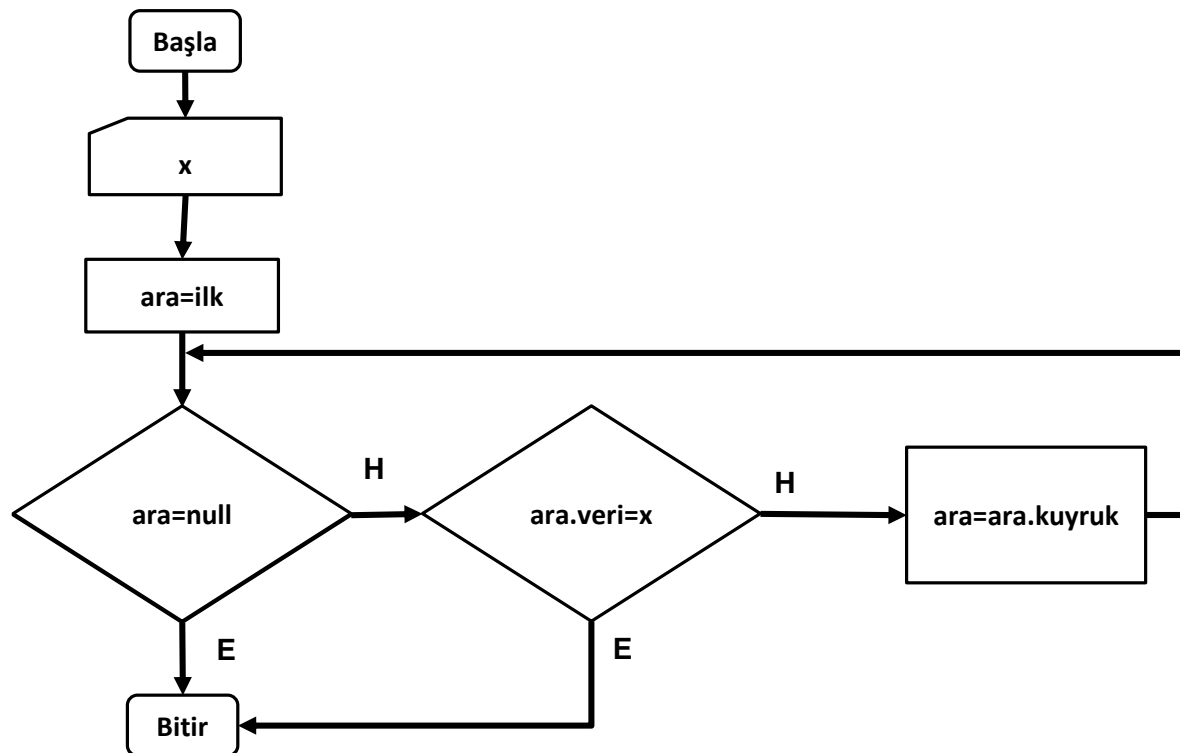 Başla
x
ara=ilk
ara=null
H
ara.veri=x
H
ara=ara.kuyruk
E
E
Bitir